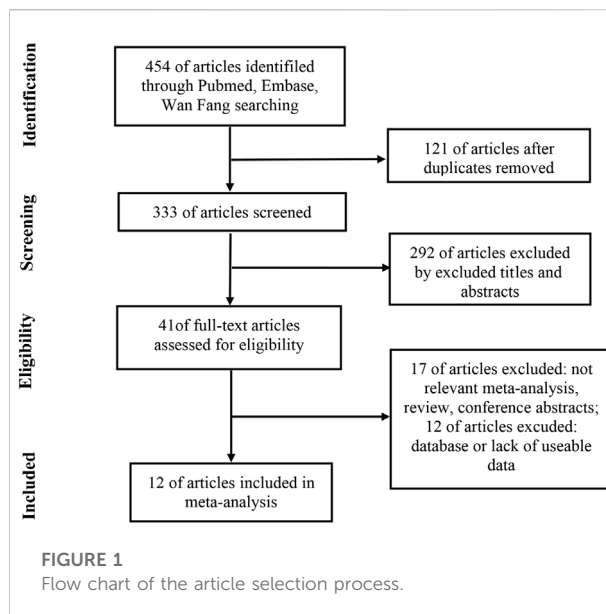 Identification
454 of articles identifiled
through Pubmed, Embase,
Wan Fang searching
121 of articles after
duplicates removed
Screening
333 of articles screened
292 of articles excluded
by excluded titles and
abstracts
Eligibility
41of full-text articles
assessed for eligibility
17 of articles excluded: not
relevant meta-analysis,
review, conference abstracts;
12 of articles excuded:
database or lack of useable
data
Included
12 of articles included in
meta-analysis
FIGURE 1
Flow chart of the article selection process.